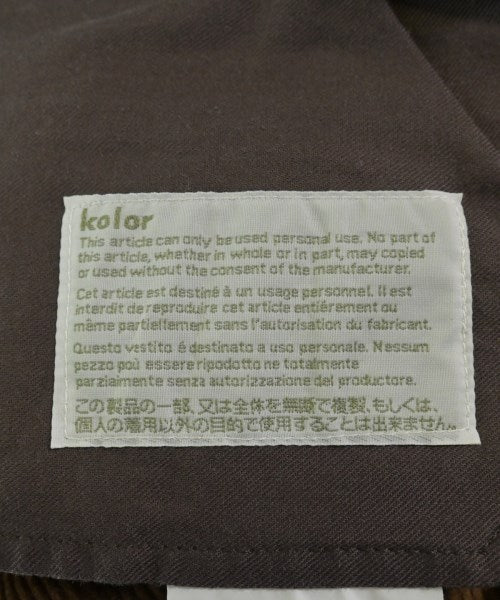 kolor
This article can only be used personal use. No part of
this article, whether in whole or in part, may copied
or used without the consent of the manufacturer.
Cet article est destiné à un usage personnel. Il est
interdit de reproduire cet article entiérement ou
même partiellement sans l'autorisation du fabricant.
Questo vestito é destinato a uso personale. Nessum
pezzo poù essere ripodotto ne totalmente
parziaimente senza autorizzazione del produttore.
この製品の一部、又は全体を無断で複製、もしくは、
個人の着用以外の目的で使用することは出来ません。